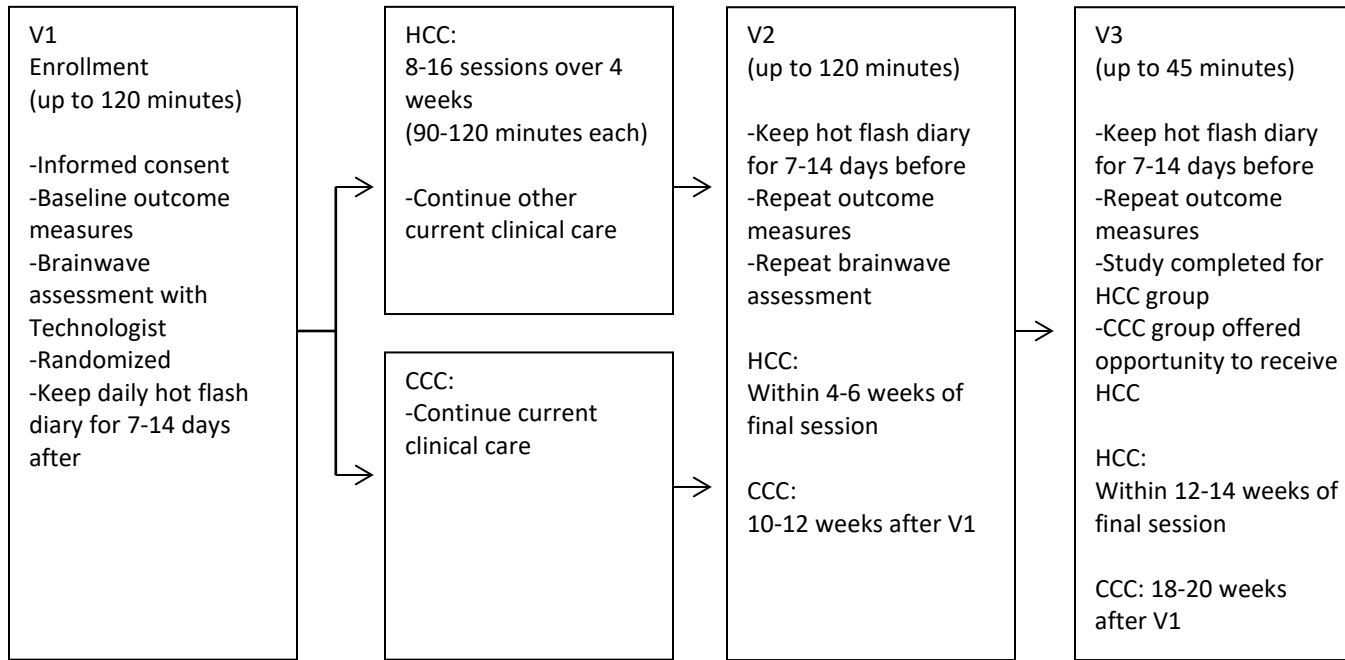 V1
Enrollment
(up to 120 minutes)
-Informed consent
-Baseline outcome
measures
-Brainwave
assessment with
Technologist
-Randomized
-Keep daily hot flash
diary for 7-14 days
after
HCC:
8-16 sessions over 4
weeks
(90-120 minutes each)
-Continue other
current clinical care
CCC:
-Continue current
clinical care
V2
(up to 120 minutes)
-Keep hot flash diary
for 7-14 days before
-Repeat outcome
measures
-Repeat brainwave
assessment
HCC:
Within 4-6 weeks of
final session
CCC:
10-12 weeks after V1
V3
(up to 45 minutes)
-Keep hot flash diary
for 7-14 days before
-Repeat outcome
measures
-Study completed for
HCC group
-CCC group offered
opportunity to receive
HCC
HCC:
Within 12-14 weeks of
final session
CCC: 18-20 weeks
after V1